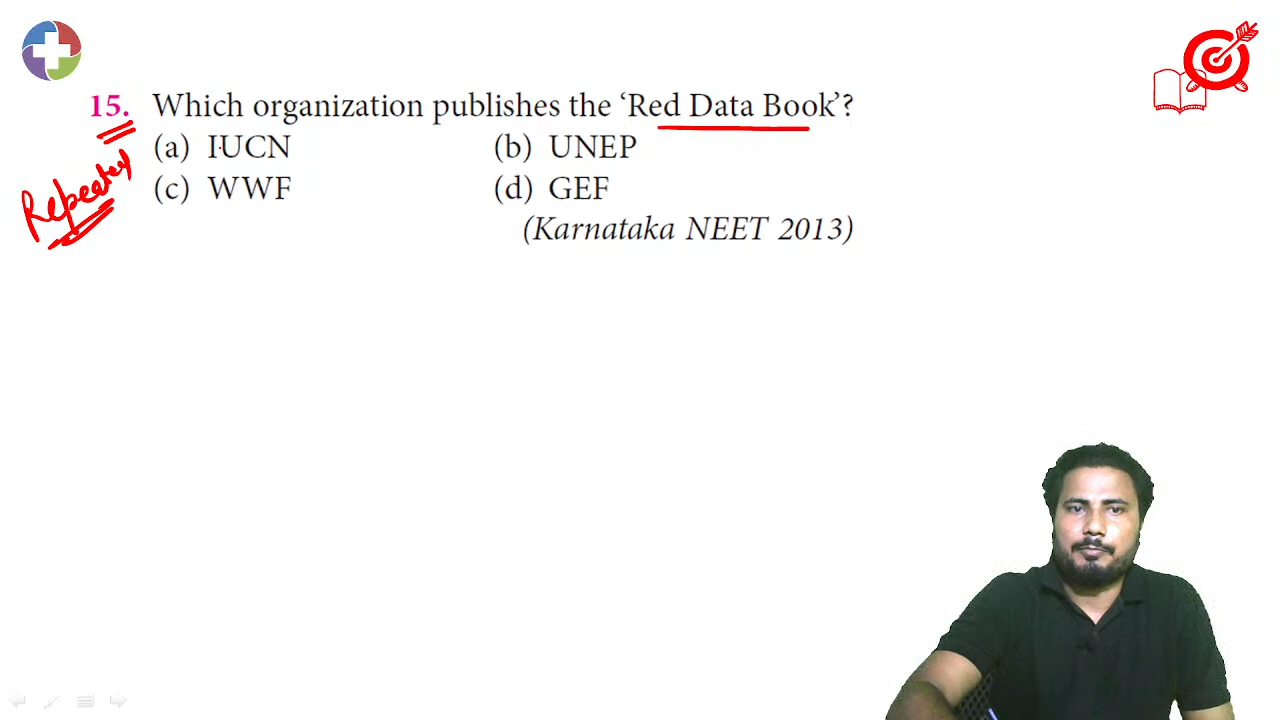 15. Which organization publishes the ‘Red Data Book’?
(a) IUCN (b) UNEP
(c) WWF (d) GEF
(Karnataka NEET 2013)
Repeated